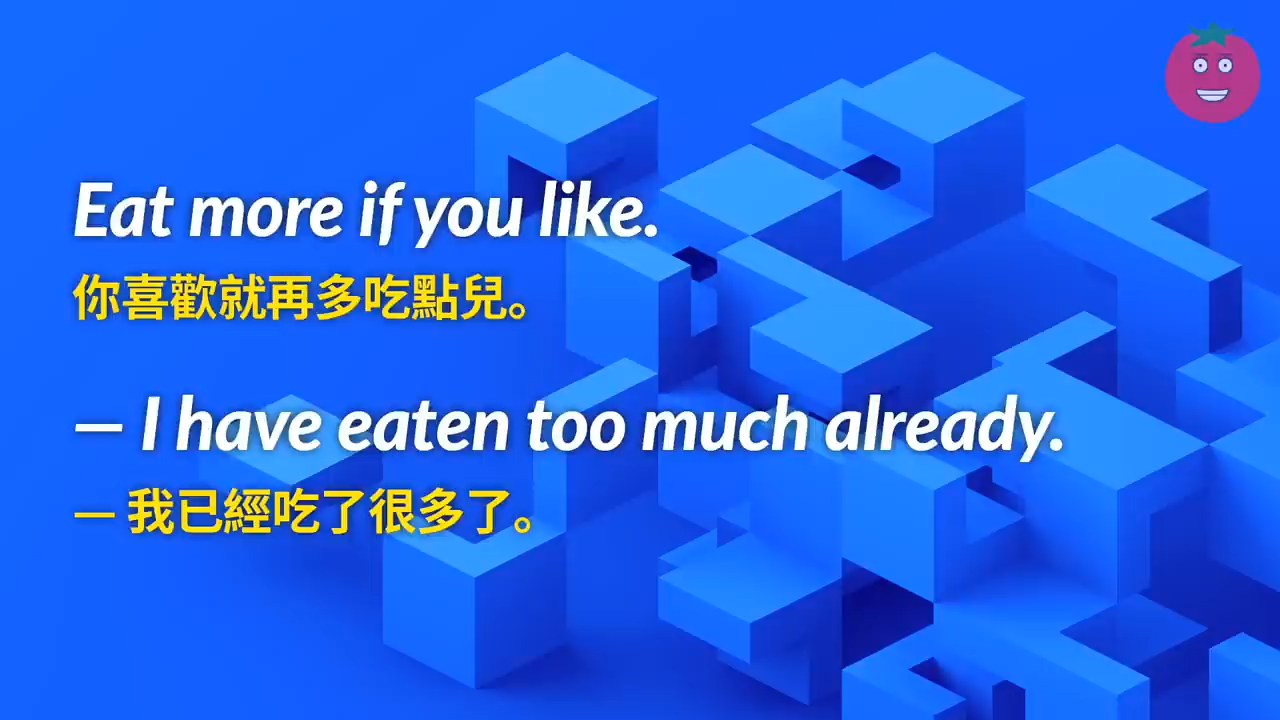 Eat more if you like.
你喜歡就再多吃點兒。
— I have eaten too much already.
— 我已經吃了很多了。